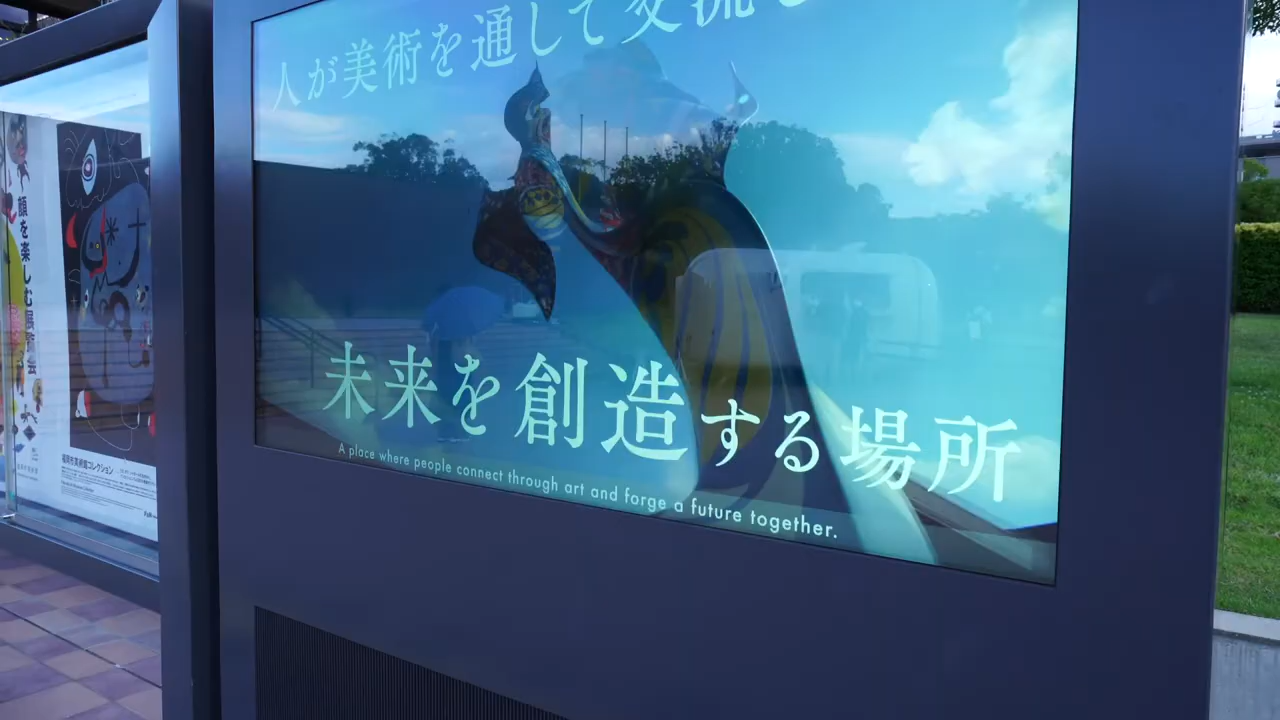 人が美術を通して交流し
未来を創造する場所
A place where people connect through art and forge a future together.
顔を楽しむ展覧会
福岡市美術館コレクション